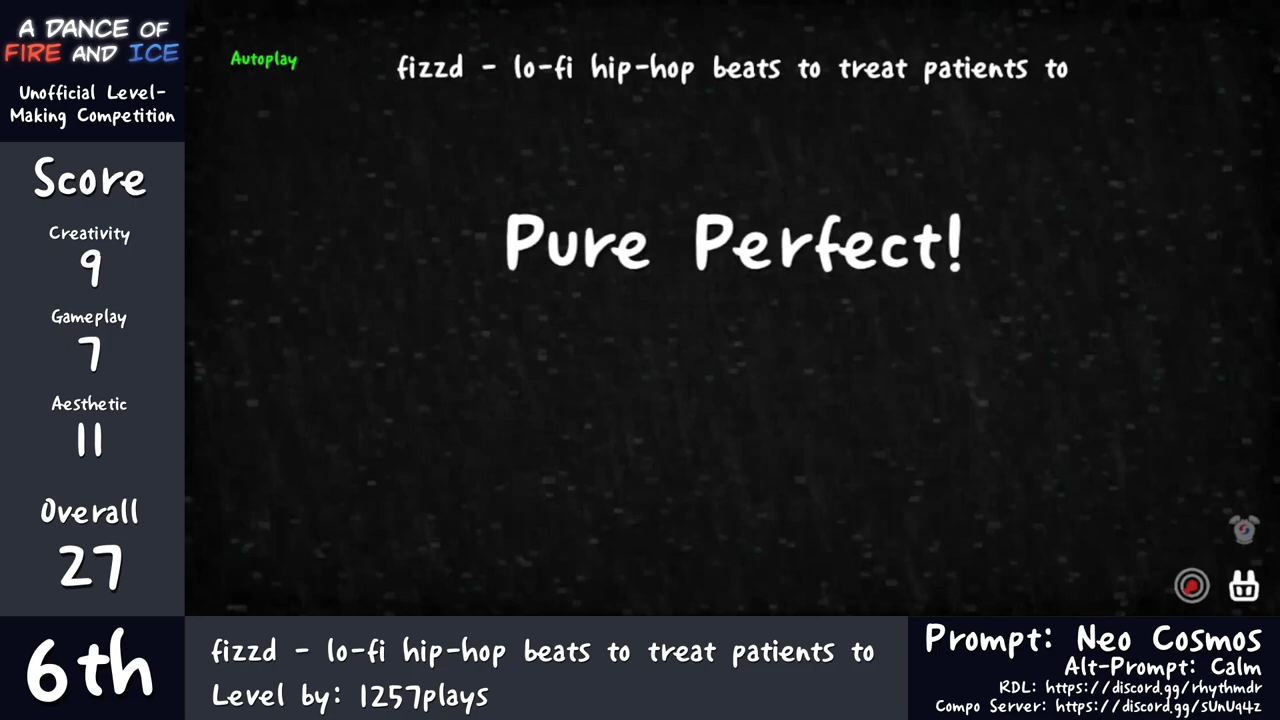 A DANCE OF
FIRE AND ICE
Unofficial Level-
Making Competition
Score
Creativity
9
Gameplay
7
Aesthetic
11
Overall
27
6th
Autoplay
fizzd - lo-fi hip-hop beats to treat patients to
Pure Perfect!
fizzd - lo-fi hip-hop beats to treat patients to
Level by: 1257plays
Prompt: Neo Cosmos
Alt-Prompt: Calm
RDL: https://discord.gg/rhythmdr
Compo Server: https://discord.gg/sUnUq4z